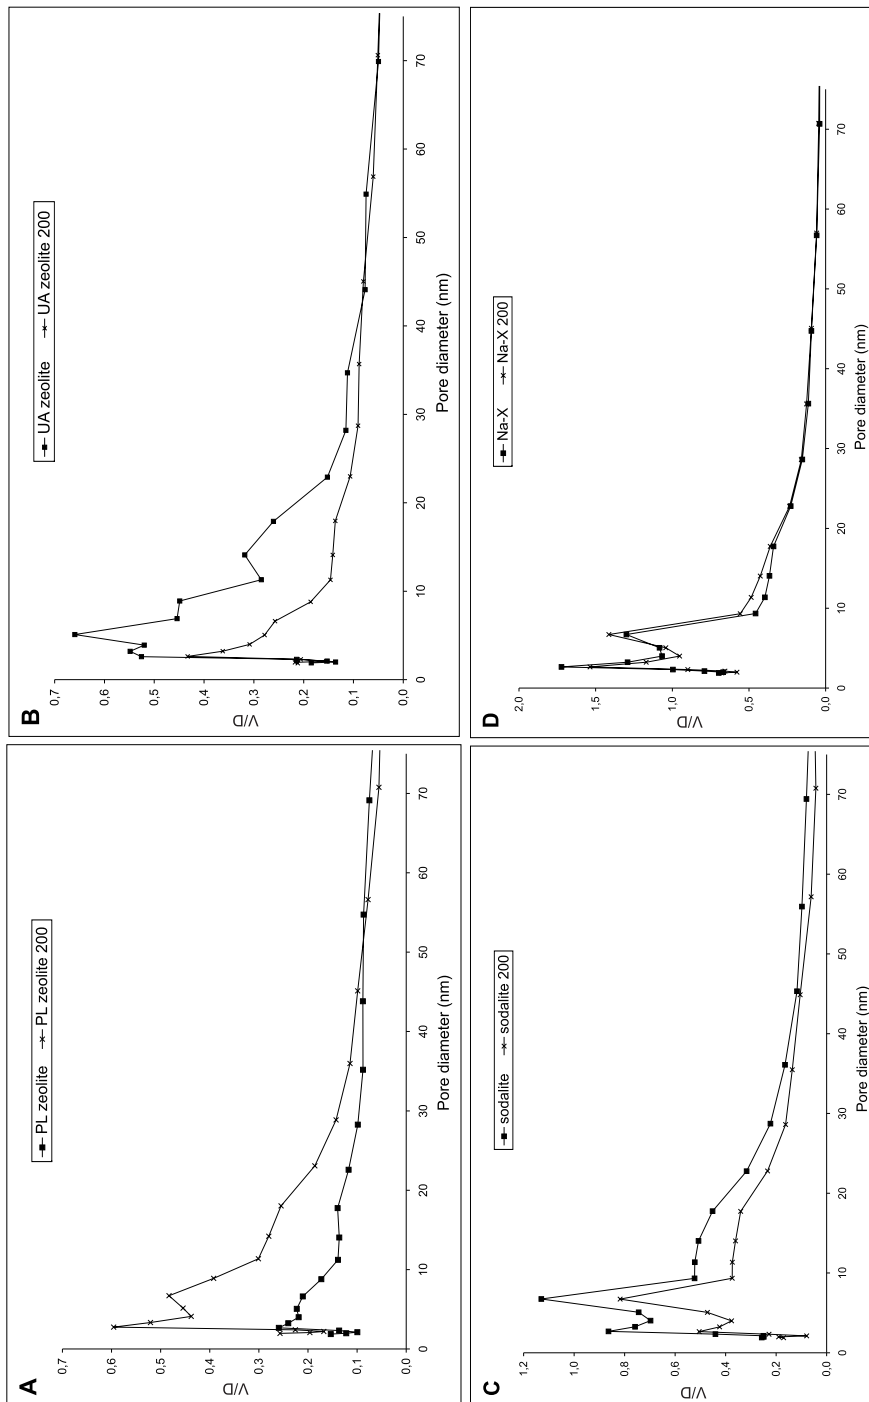 A
PL zeolite PL zeolite 200
0,7
0,6
0,5
0,4
0,3
0,2
0,1
0,0
V/D
0 10 20 30 40 50 60 70
Pore diameter (nm)
B
UA zeolite UA zeolite 200
0,7
0,6
0,5
0,4
0,3
0,2
0,1
0,0
V/D
0 10 20 30 40 50 60 70
Pore diameter (nm)
C
sodalite sodalite 200
1,2
1,0
0,8
0,6
0,4
0,2
0,0
V/D
0 10 20 30 40 50 60 70
Pore diameter (nm)
D
Na-X Na-X 200
2,0
1,5
1,0
0,5
0,0
V/D
0 10 20 30 40 50 60 70
Pore diameter (nm)